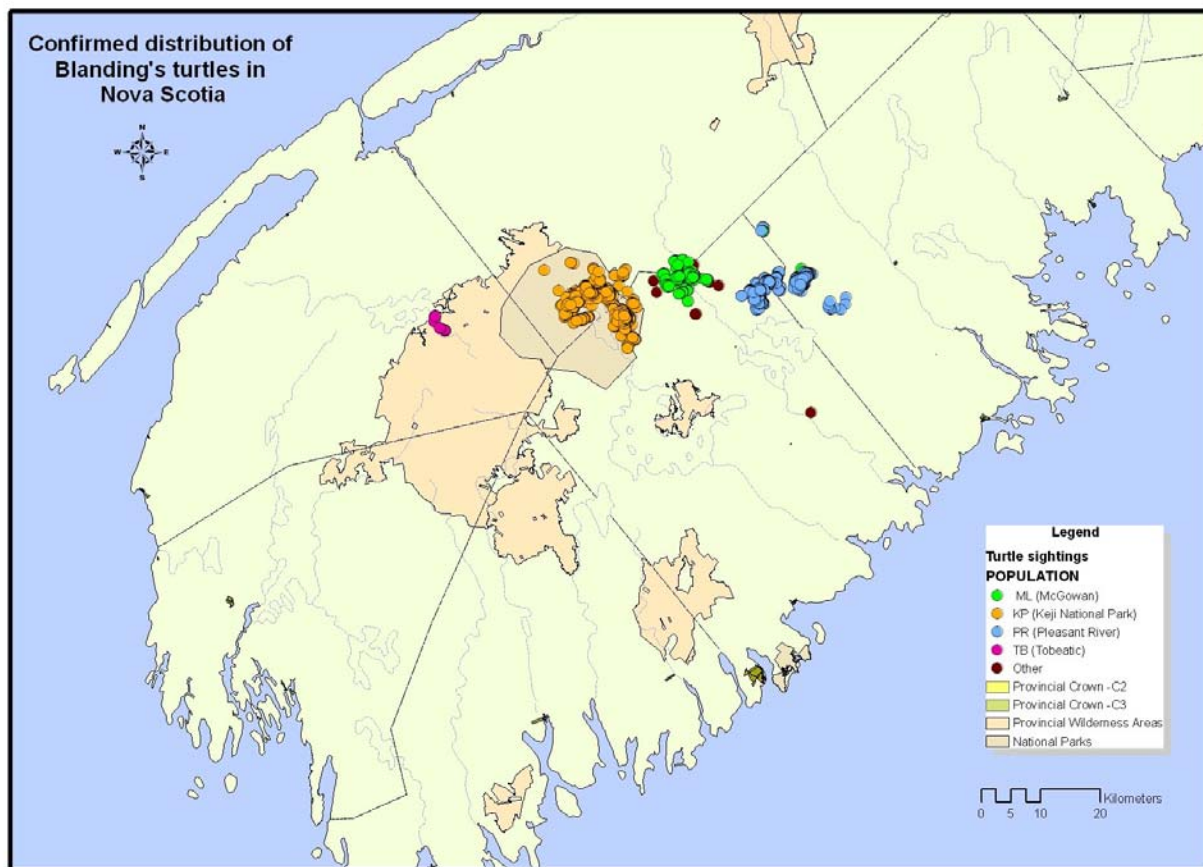 Confirmed distribution of
Blanding's turtles in
Nova Scotia
N
W E
S
Legend
Turtle sightings
POPULATION
ML (McGowan)
KP (Keji National Park)
PR (Pleasant River)
TB (Tobeatic)
Other
Provincial Crown -C2
Provincial Crown -C3
Provincial Wilderness Areas
National Parks
Kilometers
0 5 10 20